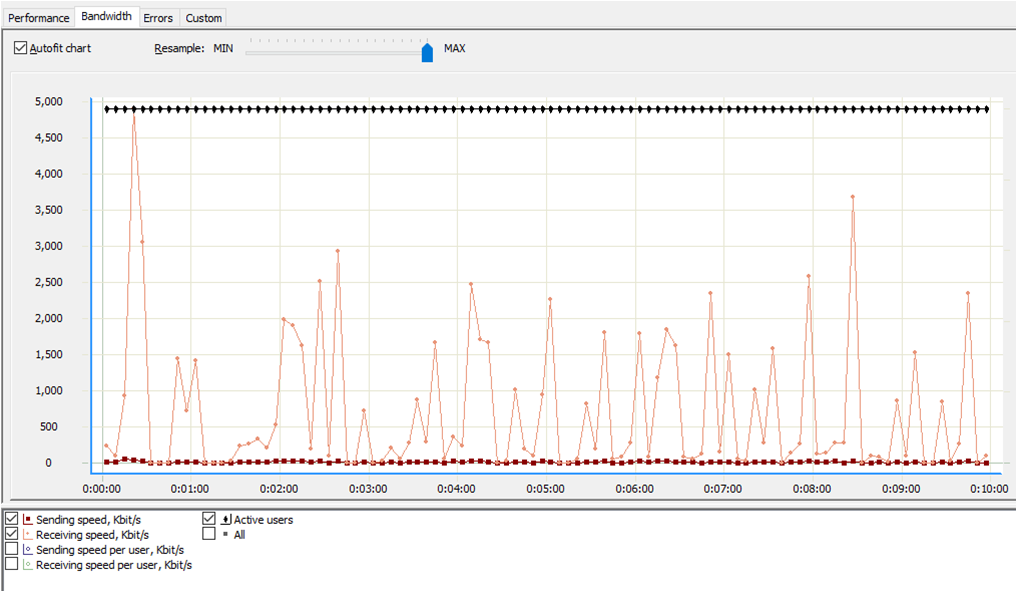 Performance Bandwidth Errors Custom
Autofit chart Resample: MIN MAX
5,000
4,500
4,000
3,500
3,000
2,500
2,000
1,500
1,000
500
0
0:00:00 0:01:00 0:02:00 0:03:00 0:04:00 0:05:00 0:06:00 0:07:00 0:08:00 0:09:00 0:10:00
Sending speed, Kbit/s Active users
Receiving speed, Kbit/s All
Sending speed per user, Kbit/s
Receiving speed per user, Kbit/s